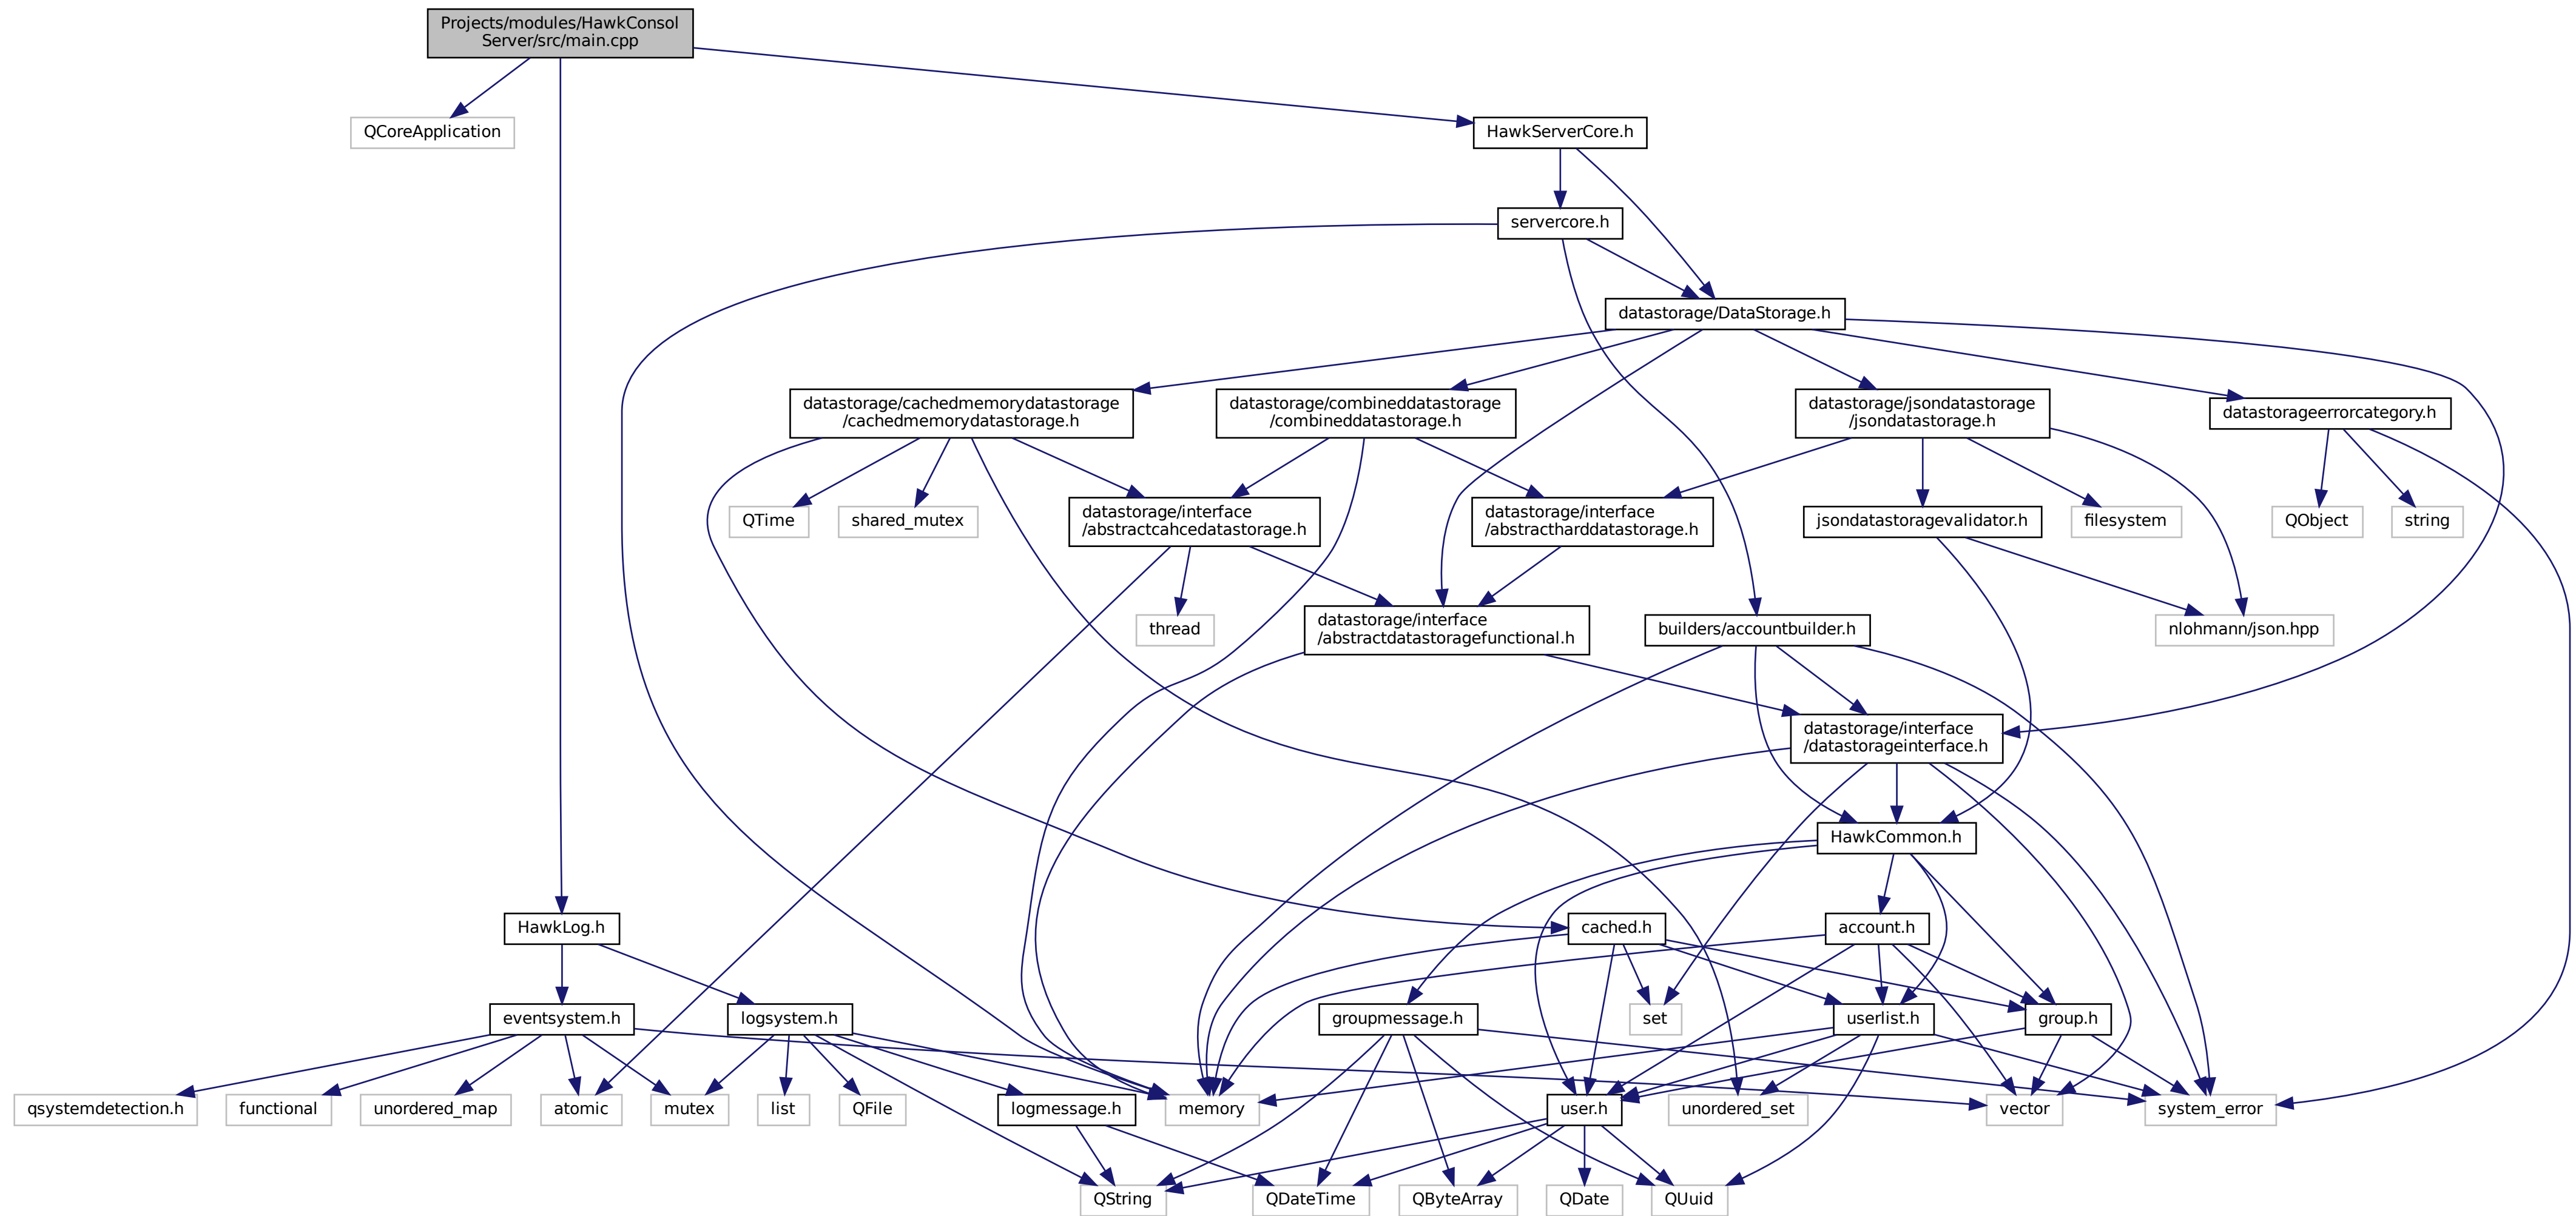 Projects/modules/HawkConsol
Server/src/main.cpp
QCoreApplication
HawkServerCore.h
servercore.h
datastorage/DataStorage.h
datastorage/cachedmemorydatastorage
/cachedmemorydatastorage.h
datastorage/combineddatastorage
/combineddatastorage.h
datastorage/jsondatastorage
/jsondatastorage.h
datastorageerrorcategory.h
QTime
shared_mutex
datastorage/interface
/abstractcahcedatastorage.h
datastorage/interface
/abstractharddatastorage.h
jsondatastoragevalidator.h
filesystem
QObject
string
thread
datastorage/interface
/abstractdatastoragefunctional.h
builders/accountbuilder.h
nlohmann/json.hpp
datastorage/interface
/datastorageinterface.h
HawkCommon.h
HawkLog.h
cached.h
account.h
eventsystem.h
logsystem.h
groupmessage.h
set
userlist.h
group.h
qsystemdetection.h
functional
unordered_map
atomic
mutex
list
QFile
logmessage.h
memory
user.h
unordered_set
vector
system_error
QString
QDateTime
QByteArray
QDate
QUuid